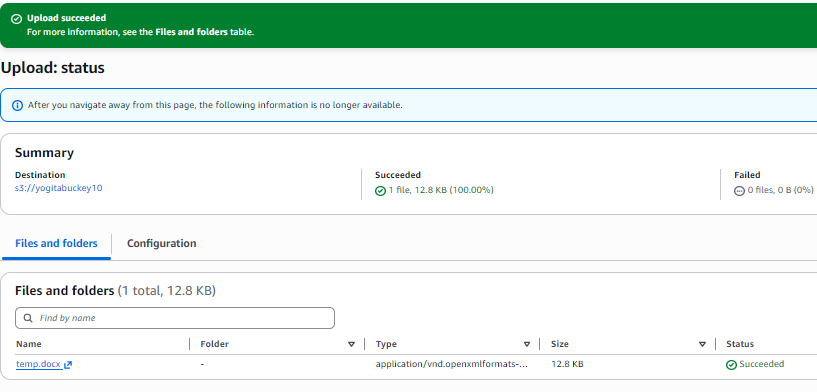 Upload succeeded
For more information, see the Files and folders table.
Upload: status
After you navigate away from this page, the following information is no longer available.
Summary
Destination Succeeded Failed
s3://yogitabuckey10 1 file, 12.8 KB (100.00%) 0 files, 0 B (0%)
Files and folders Configuration
Files and folders (1 total, 12.8 KB)
Find by name
Name Folder Type Size Status
temp.docx - application/vnd.openxmlformats-... 12.8 KB Succeeded